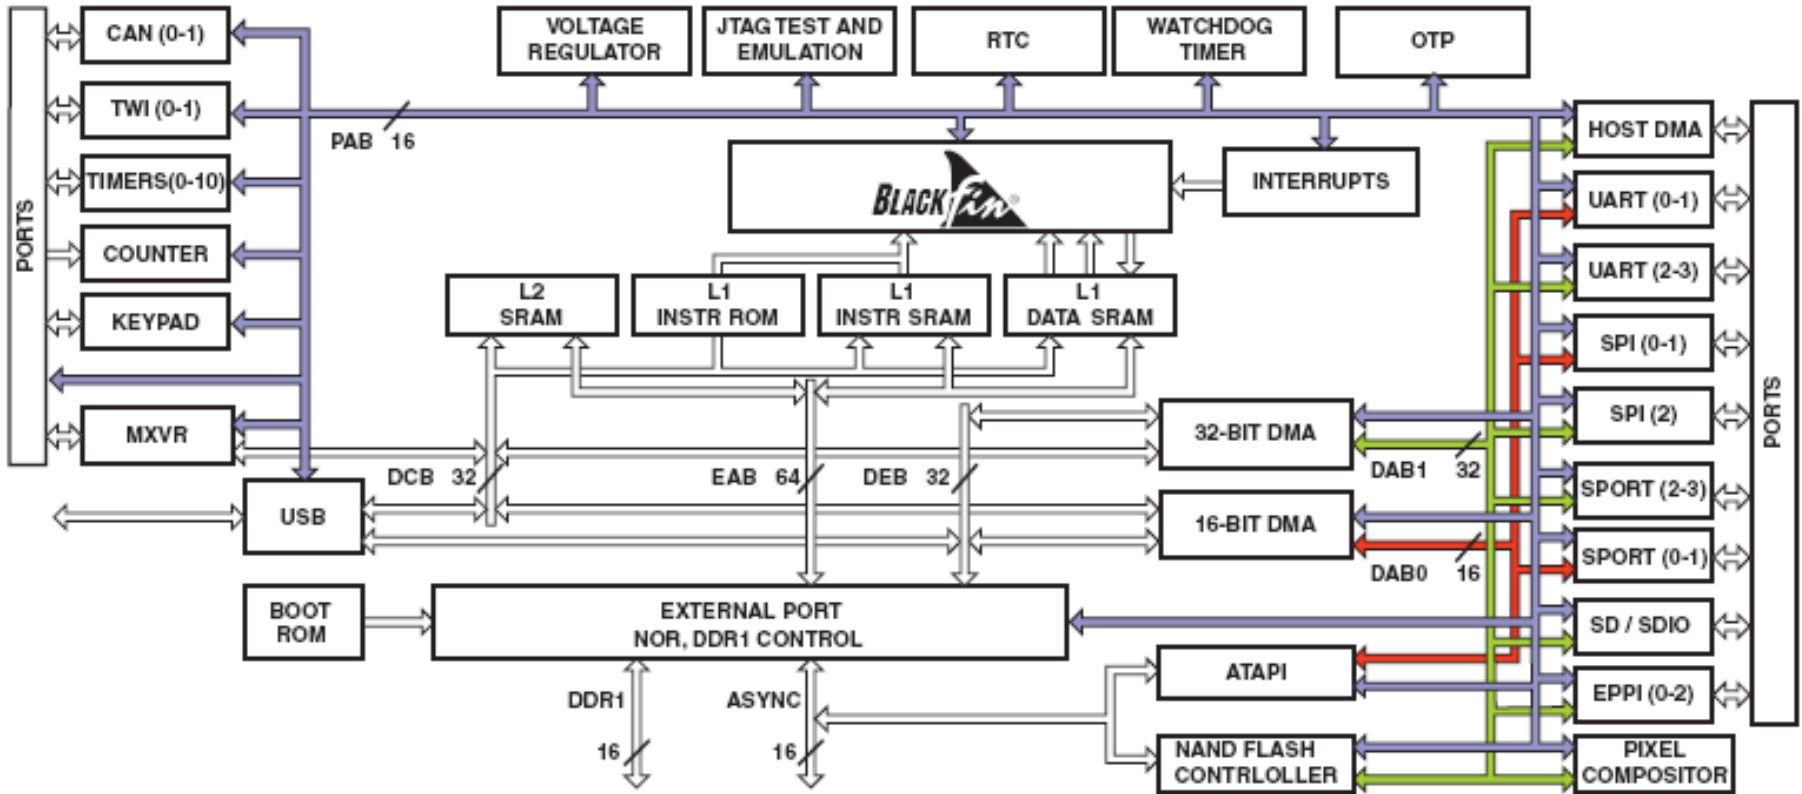 PORTS
CAN (0-1)
TWI (0-1)
TIMERS(0-10)
COUNTER
KEYPAD
MXVR
USB
BOOT
ROM
PAB 16
VOLTAGE
REGULATOR
JTAG TEST AND
EMULATION
RTC
WATCHDOG
TIMER
OTP
BLACKfin®
INTERRUPTS
L2
SRAM
L1
INSTR ROM
L1
INSTR SRAM
L1
DATA SRAM
DCB 32
EAB 64
DEB 32
32-BIT DMA
16-BIT DMA
DAB1 32
DAB0 16
EXTERNAL PORT
NOR, DDR1 CONTROL
DDR1
16
ASYNC
16
ATAPI
NAND FLASH
CONTRLOLLER
HOST DMA
UART (0-1)
UART (2-3)
SPI (0-1)
SPI (2)
SPORT (2-3)
SPORT (0-1)
SD / SDIO
EPPI (0-2)
PIXEL
COMPOSITOR
PORTS